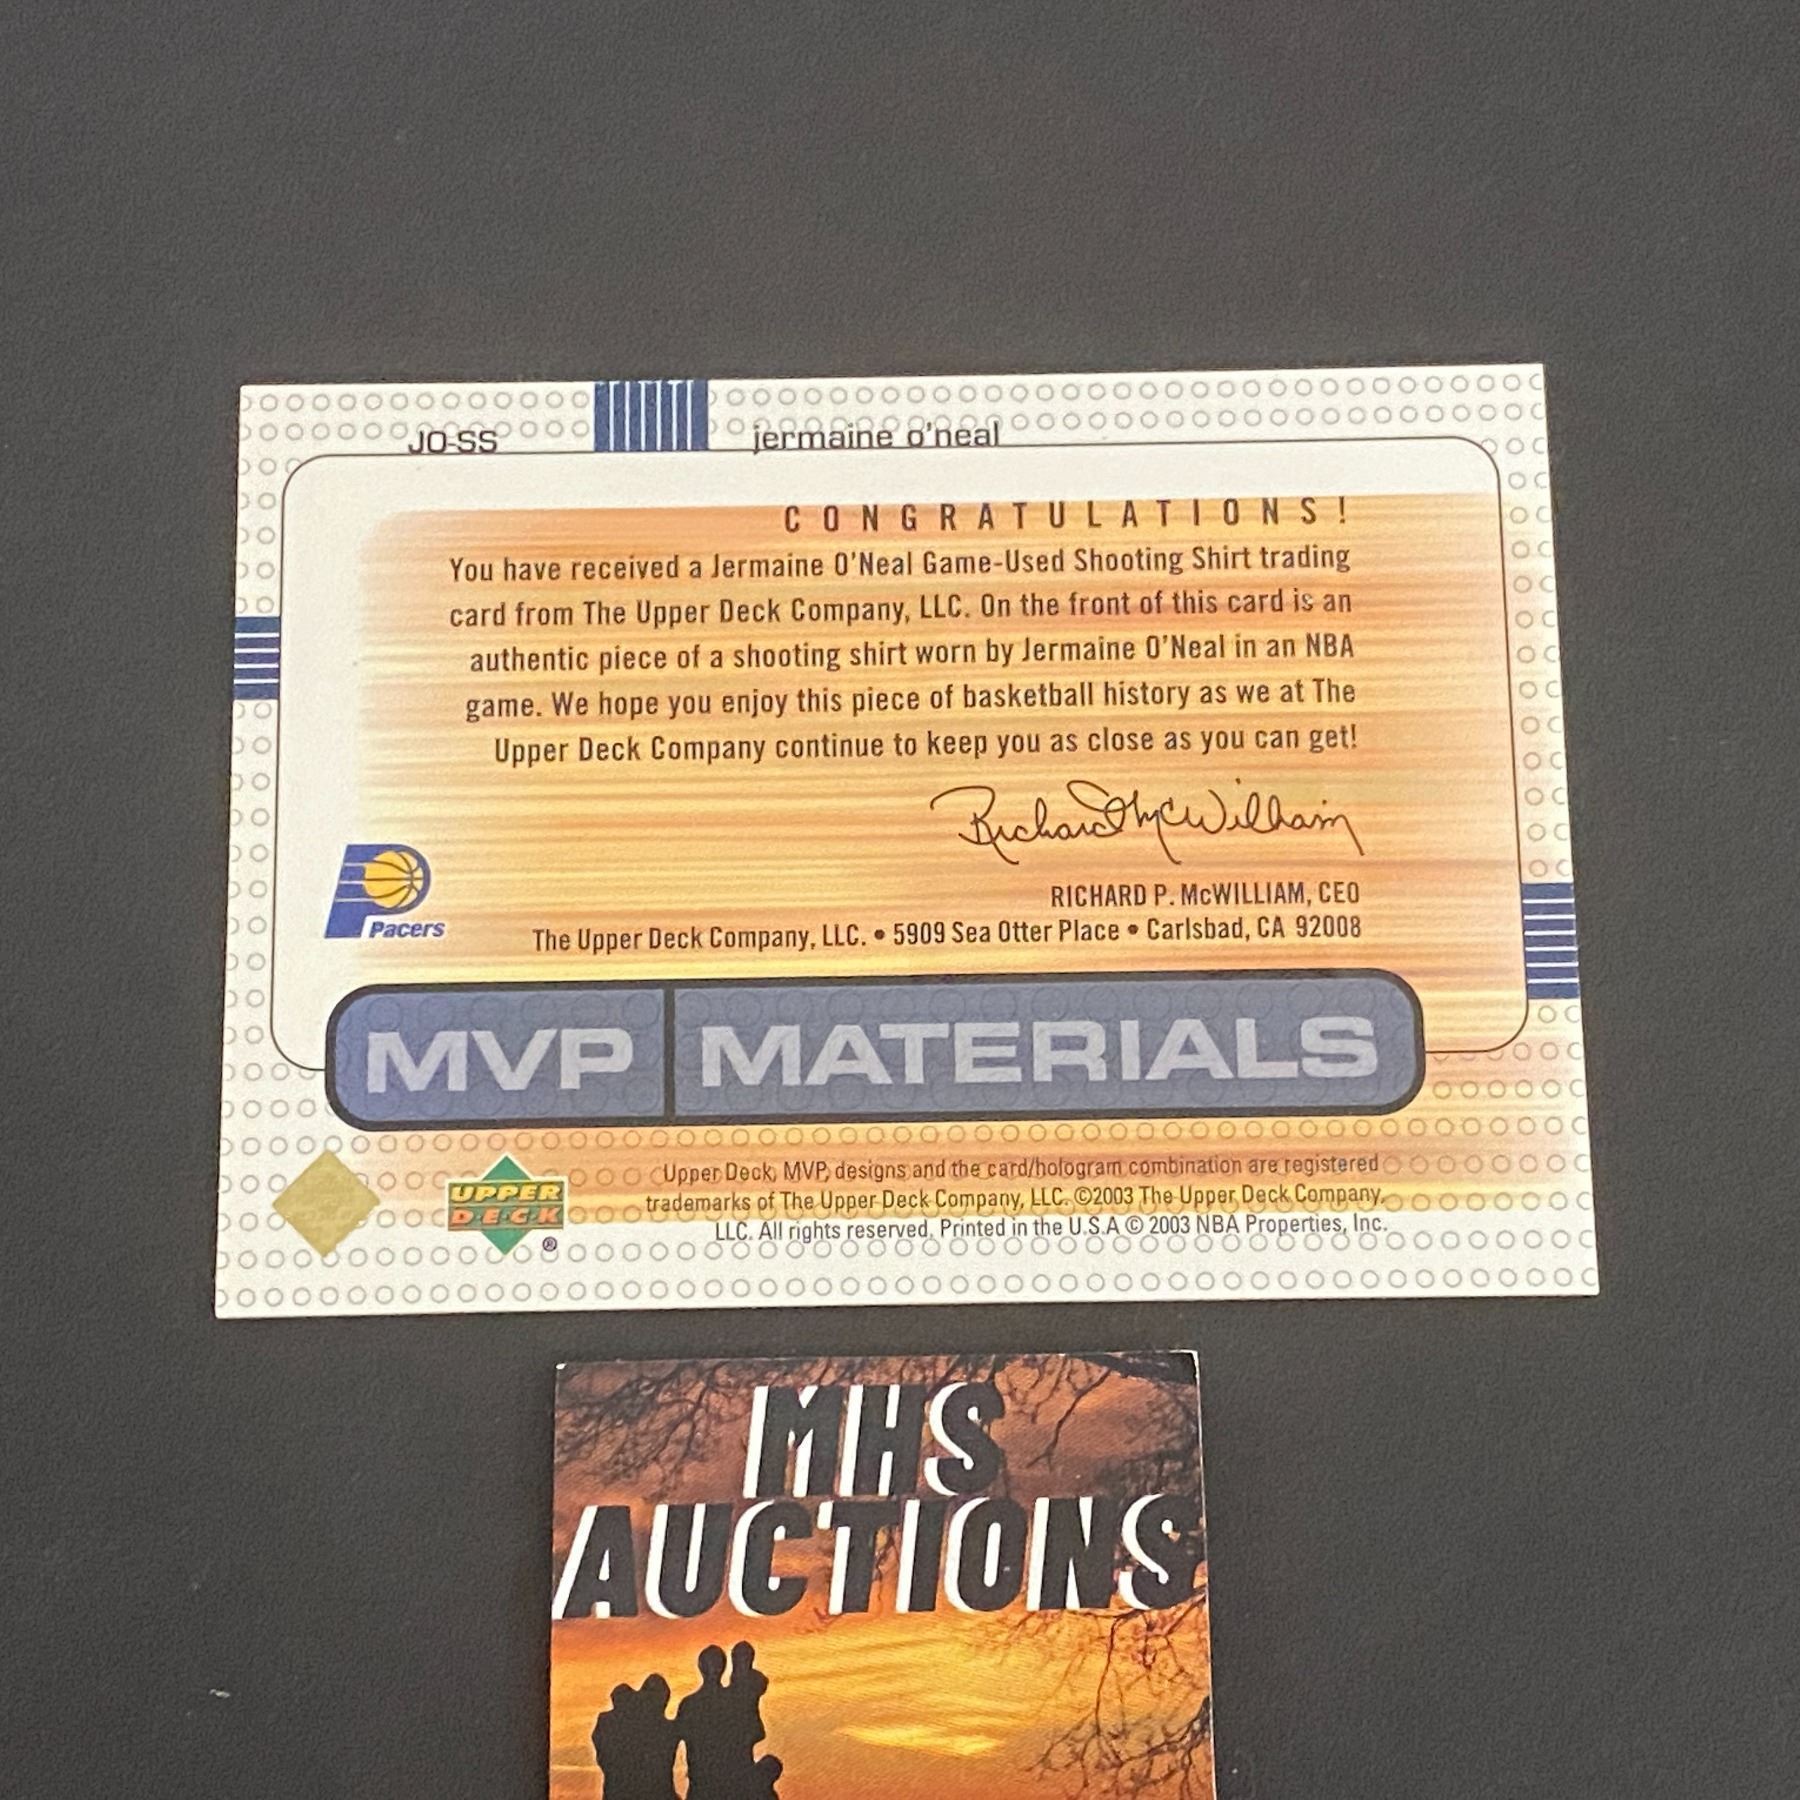 JO-SS
jermaine o'neal
CONGRATULATIONS!
You have received a Jermaine O'Neal Game-Used Shooting Shirt trading
card from The Upper Deck Company, LLC. On the front of this card is an
authentic piece of a shooting shirt worn by Jermaine O'Neal in an NBA
game. We hope you enjoy this piece of basketball history as we at The
Upper Deck Company continue to keep you as close as you can get!
Richard McWilliam
RICHARD P. McWILLIAM, CEO
The Upper Deck Company, LLC. • 5909 Sea Otter Place • Carlsbad, CA 92008
Pacers
MVP MATERIALS
UPPER
DECK
®
Upper Deck, MVP, designs and the card/hologram combination are registered
trademarks of The Upper Deck Company, LLC. ©2003 The Upper Deck Company,
LLC. All rights reserved. Printed in the U.S.A © 2003 NBA Properties, Inc.
MHS
AUCTIONS